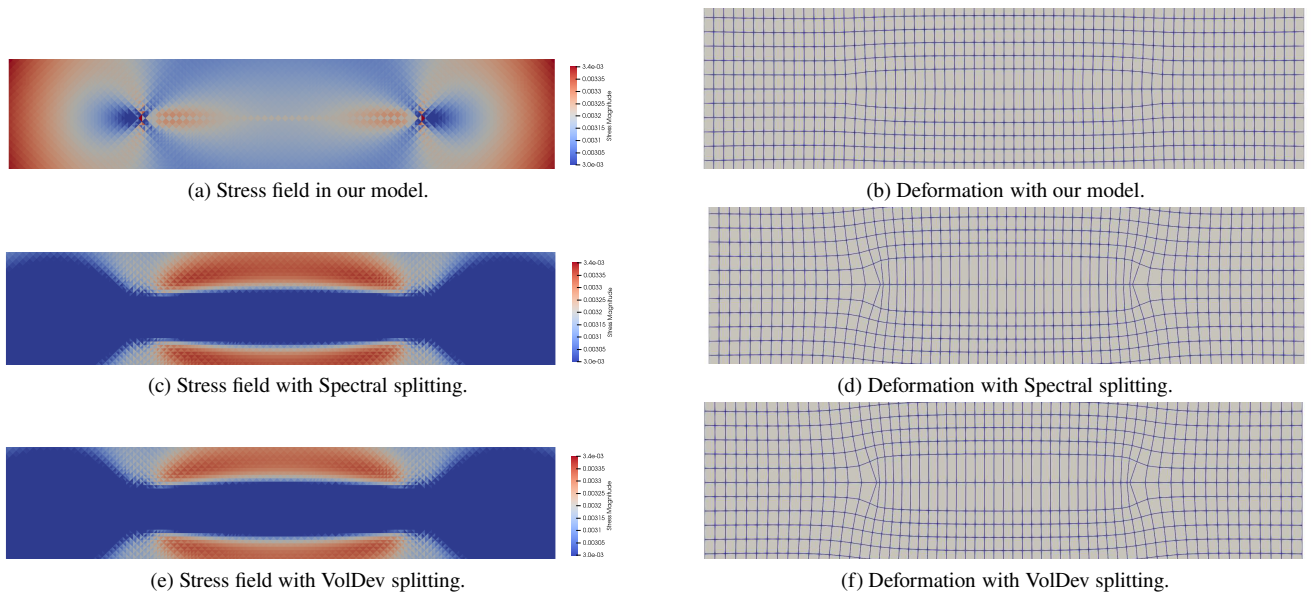 3.4e-03
0.00335
0.00325
0.0032
0.00315
0.0031
0.00305
3.0e-03
Stress Magnitude
(a) Stress field in our model.
(b) Deformation with our model.
3.4e-03
0.00335
0.0033
0.00325
0.0032
0.00315
0.0031
0.00305
3.0e-03
Stress Magnitude
(c) Stress field with Spectral splitting.
(d) Deformation with Spectral splitting.
3.4e-03
0.00335
0.0033
0.00325
0.0032
0.00315
0.0031
0.00305
3.0e-03
Stress Magnitude
(e) Stress field with VolDev splitting.
(f) Deformation with VolDev splitting.